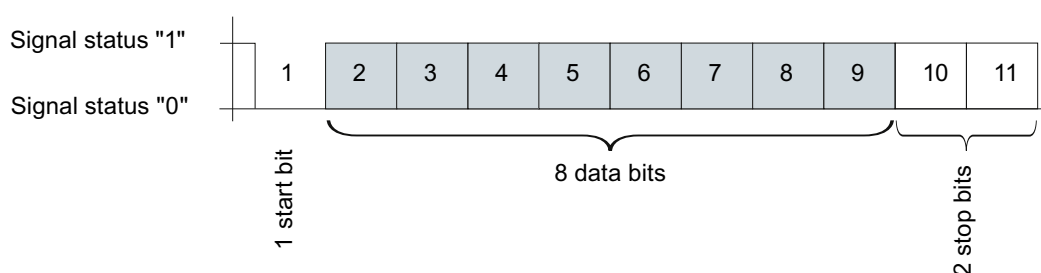 Signal status "1"
1 2 3 4 5 6 7 8 9 10 11
Signal status "0"
1 start bit
8 data bits
2 stop bits